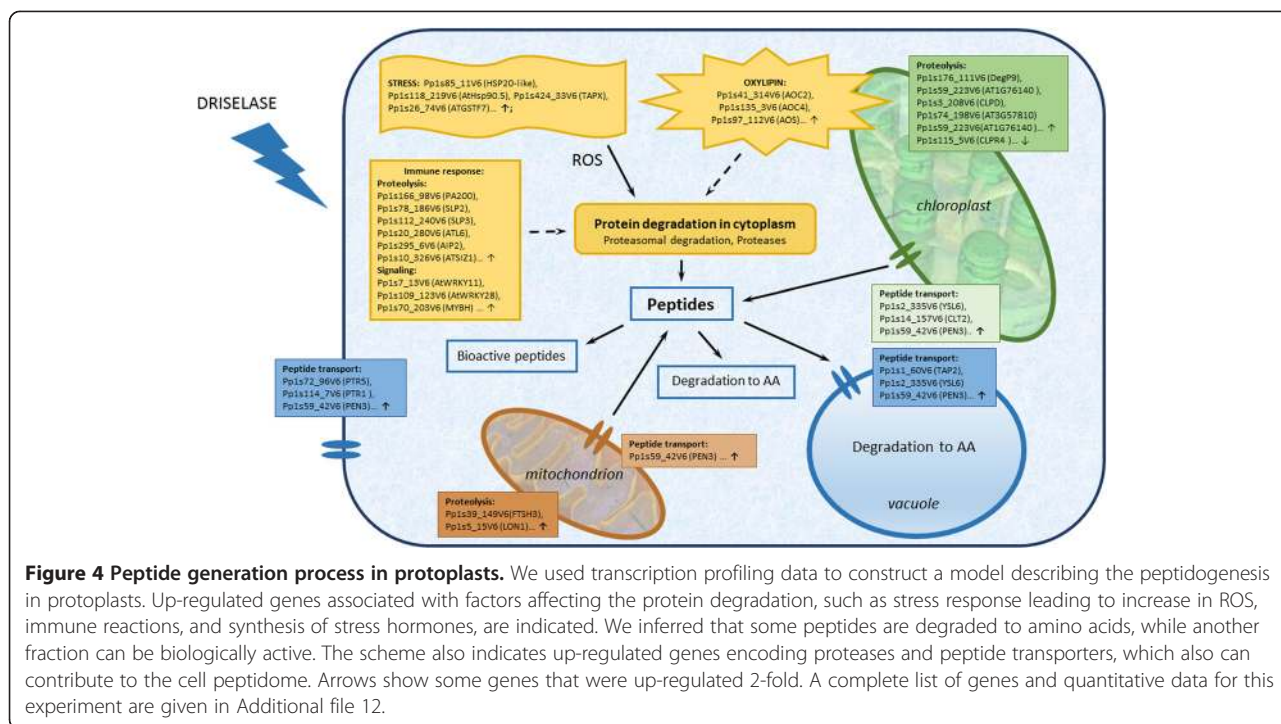 DRISELASE
STRESS: Pp1s85_11V6 (HSP20-like),
Pp1s118_219V6 (AtHsp90.5), Pp1s424_33V6 (TAPX),
Pp1s26_74V6 (ATGSTF7)... ↑;
OXYLIPIN:
Pp1s41_314V6 (AOC2)
Pp1s135_3V6 (AOC4)
Pp1s97_112V6 (AOS)... ↑
Proteolysis:
Pp1s176_111V6 (DegP9),
Pp1s59_223V6 (AT1G76140 ),
Pp1s3_208V6 (CLPD),
Pp1s74_198V6 (AT3G57810)
Pp1s59_223V6 (AT1G76140)... ↑
Pp1s115_5V6 (CLPR4 )... ↓
chloroplast
ROS
Immune response:
Proteolysis:
Pp1s166_98V6 (PA200),
Pp1s78_186V6 (SLP2),
Pp1s112_240V6 (SLP3)
Pp1s20_280V6 (ATL6)
Pp1s295_6V6 (AIP2)
Pp1s10_326V6 (ATSIZ1)... ↑
Signaling:
Pp1s7_13V6 (AtWRKY11),
Pp1s109_123V6 (AtWRKY28),
Pp1s70_203V6 (MYBH) ... ↑
Protein degradation in cytoplasm
Proteasomal degradation, Proteases
Peptides
Bioactive peptides
Degradation to AA
Peptide transport:
Pp1s2_335V6 (YSL6),
Pp1s14_157V6 (CLT2),
Pp1s59_42V6 (PEN3).. ↑
Peptide transport:
Pp1s72_96V6 (PTR5),
Pp1s114_7V6 (PTR1 ),
Pp1s59_42V6 (PEN3)... ↑
Peptide transport:
Pp1s1_60V6 (TAP2),
Pp1s2_335V6 (YSL6)
Pp1s59_42V6 (PEN3)... ↑
Degradation to AA
vacuole
Peptide transport:
Pp1s59_42V6 (PEN3) ... ↑
mitochondrion
Proteolysis:
Pp1s39_149V6(FTSH3),
Pp1s5_15V6 (LON1)... ↑
Figure 4 Peptide generation process in protoplasts. We used transcription profiling data to construct a model describing the peptidogenesis
in protoplasts. Up-regulated genes associated with factors affecting the protein degradation, such as stress response leading to increase in ROS,
immune reactions, and synthesis of stress hormones, are indicated. We inferred that some peptides are degraded to amino acids, while another
fraction can be biologically active. The scheme also indicates up-regulated genes encoding proteases and peptide transporters, which also can
contribute to the cell peptidome. Arrows show some genes that were up-regulated 2-fold. A complete list of genes and quantitative data for this
experiment are given in Additional file 12.